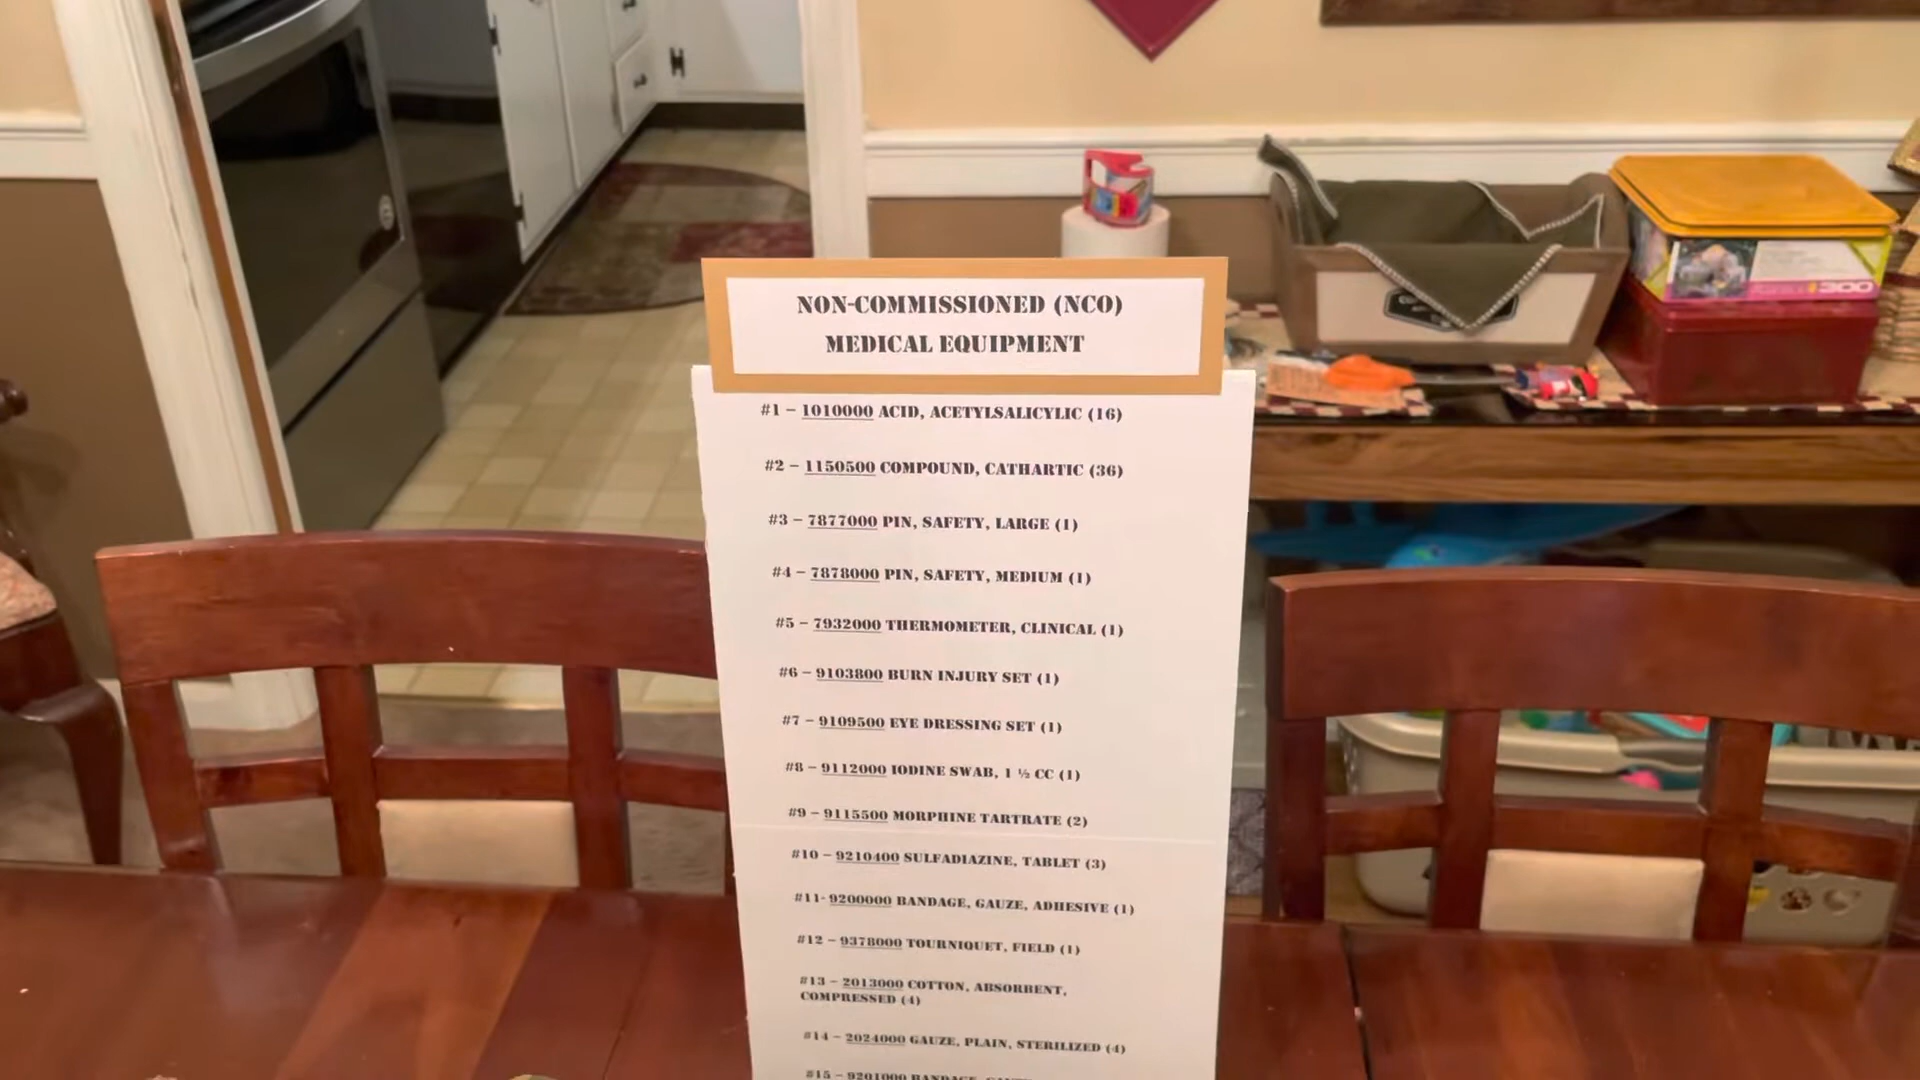 NON-COMMISSIONED (NCO)
MEDICAL EQUIPMENT
#1 – 1010000 ACID, ACETYLSALICYLIC (16)
#2 – 1150500 COMPOUND, CATHARTIC (36)
#3 – 7877000 PIN, SAFETY, LARGE (1)
#4 – 7878000 PIN, SAFETY, MEDIUM (1)
#5 – 7932000 THERMOMETER, CLINICAL (1)
#6 – 9103800 BURN INJURY SET (1)
#7 – 9109500 EYE DRESSING SET (1)
#8 – 9112000 IODINE SWAB, 1 ½ CC (1)
#9 – 9115500 MORPHINE TARTRATE (2)
#10 – 9210400 SULFADIAZINE, TABLET (3)
#11- 9200000 BANDAGE, GAUZE, ADHESIVE (1)
#12 – 9378000 TOURNIQUET, FIELD (1)
#13 – 2013000 COTTON, ABSORBENT,
COMPRESSED (4)
#14 – 2024000 GAUZE, PLAIN, STERILIZED (4)
#15 – 9201000 BANDAGE,
300